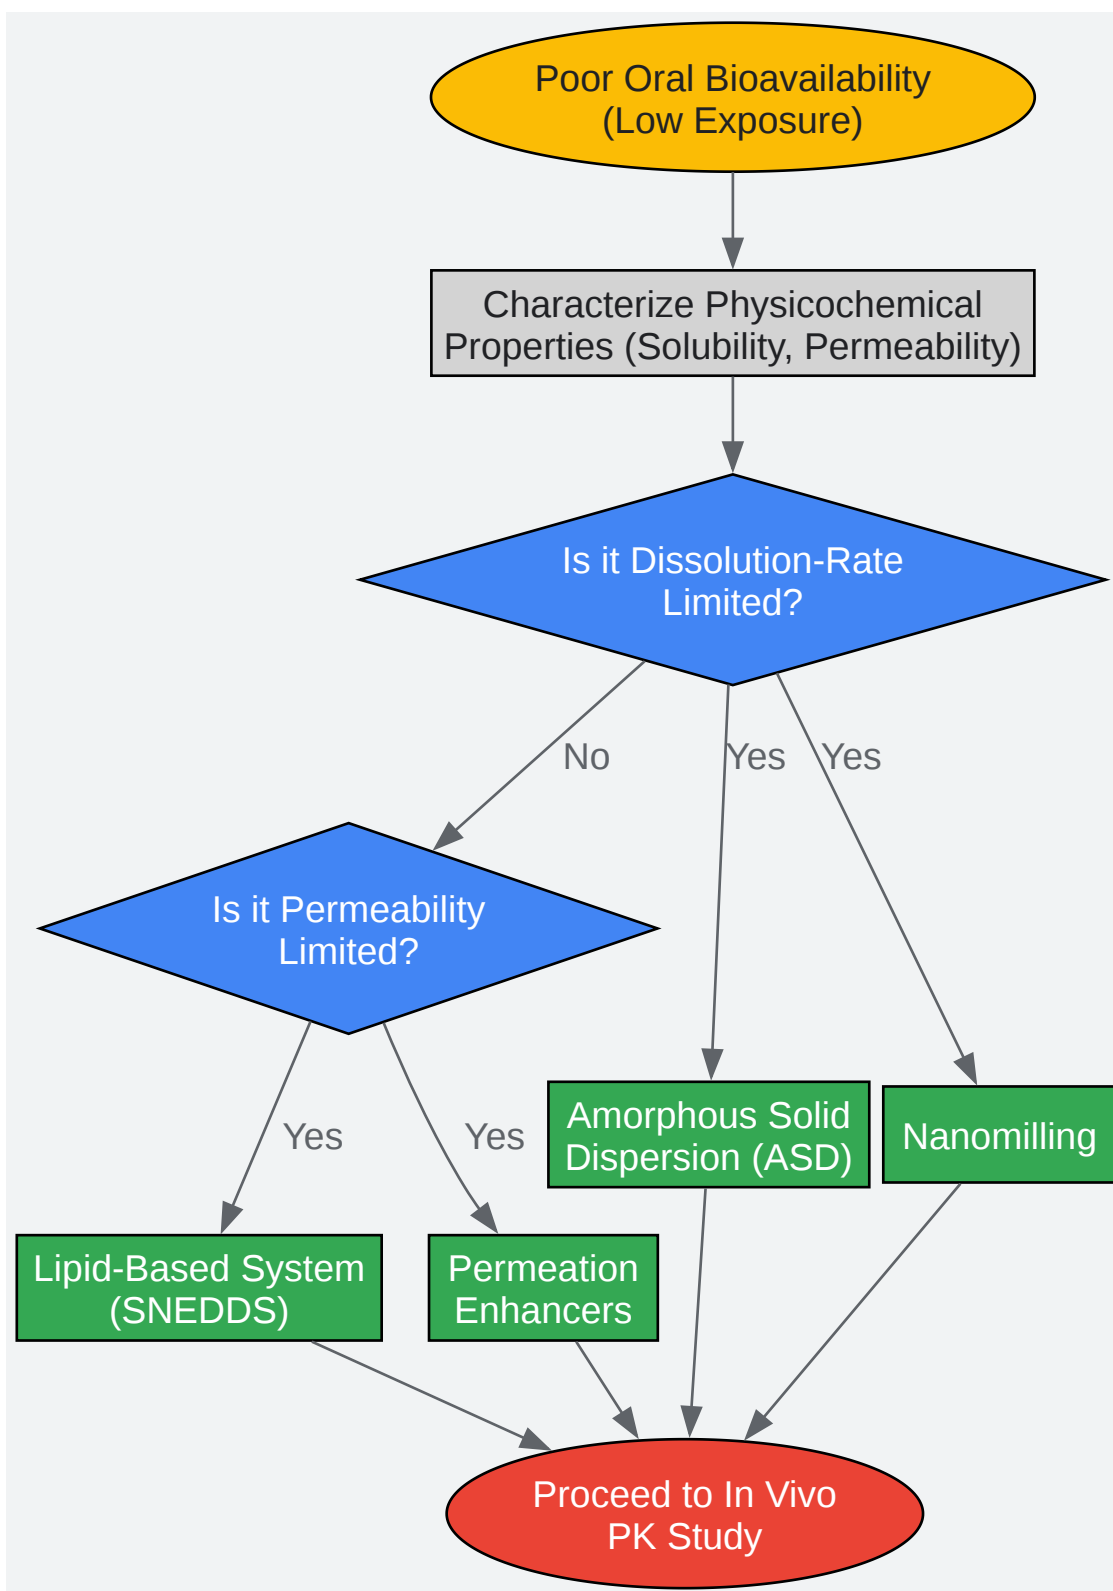 Poor Oral Bioavailability
(Low Exposure)
Characterize Physicochemical
Properties (Solubility, Permeability)
Is it Dissolution-Rate
Limited?
No
Yes
Yes
Is it Permeability
Limited?
Yes
Yes
Amorphous Solid
Dispersion (ASD)
Nanomilling
Lipid-Based System
(SNEDDS)
Permeation
Enhancers
Proceed to In Vivo
PK Study